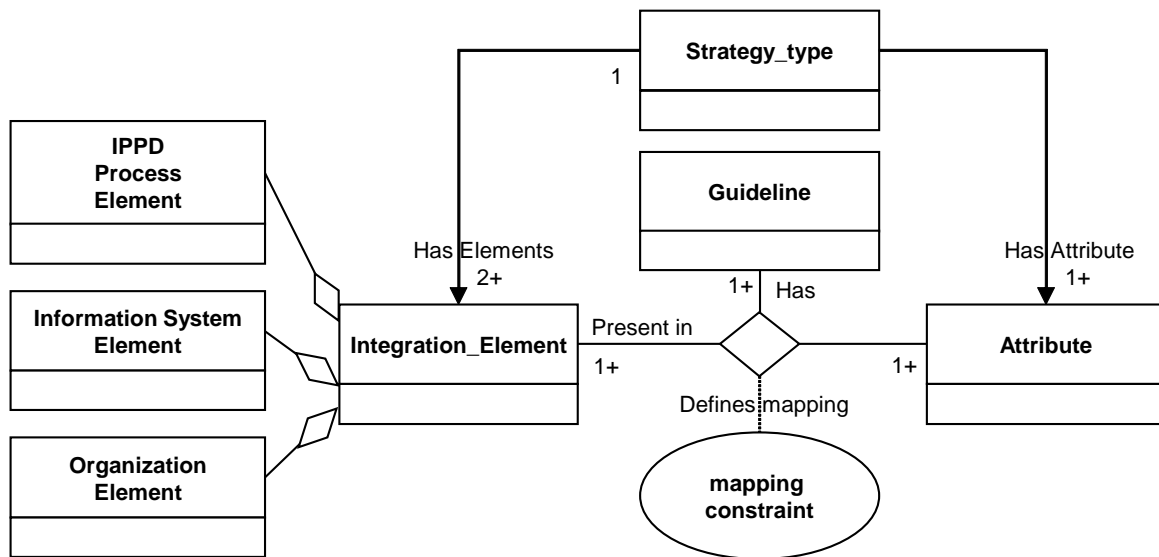 Strategy_type
1
IPPD
Process
Element
Guideline
Has Elements
2+
Has Attribute
1+
1+
Has
Information System
Element
Integration_Element
Present in
1+
1+
Attribute
Defines mapping
Organization
Element
mapping
constraint